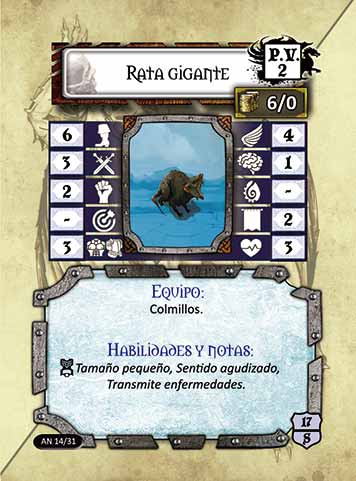 Rata gigante
P.V.
2
6/0
6 4
3 1
2 -
- 2
3 3
Equipo:
Colmillos.
Habilidades y notas:
Tamaño pequeño, Sentido agudizado,
Transmite enfermedades.
AN 14/31
17
S